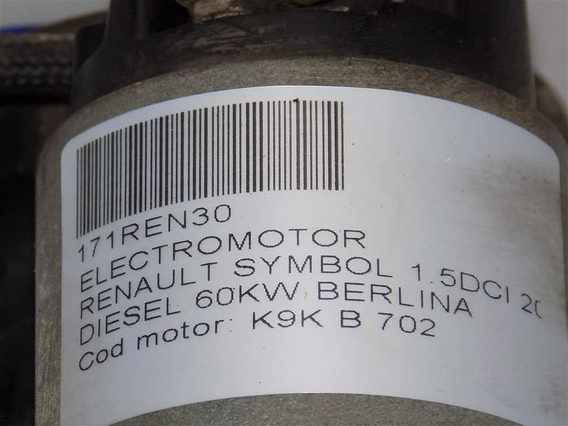 171REN30
ELECTROMOTOR
RENAULT SYMBOL 1.5DCI
DIESEL 60KW BERLINA
Cod motor: K9K B 702